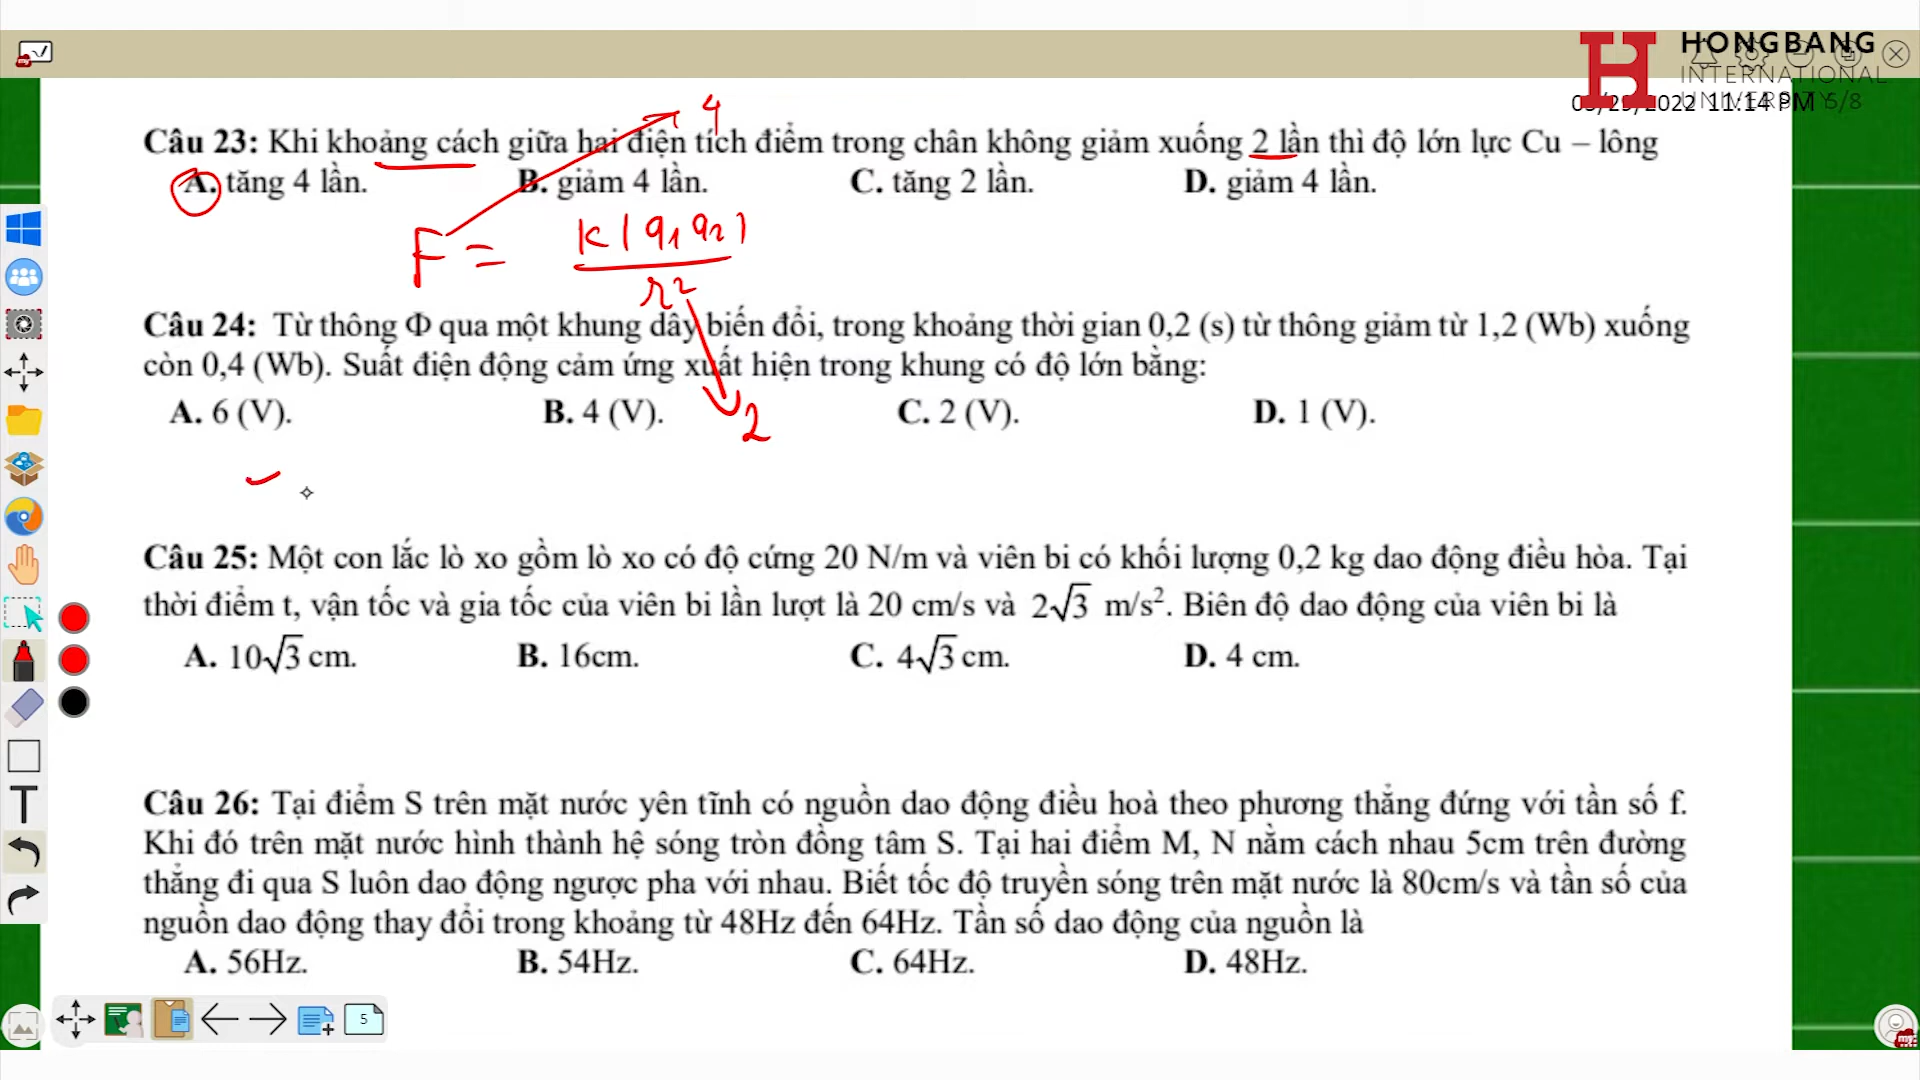 HONGBANG
INTERNATIONAL
UNIVERSITY
11:14 PM 5/8
4
Câu 23: Khi khoảng cách giữa hai điện tích điểm trong chân không giảm xuống 2 lần thì độ lớn lực Cu – lông
A. tăng 4 lần. B. giảm 4 lần. C. tăng 2 lần. D. giảm 4 lần.
F = k|q₁q₂| / r²
Câu 24: Từ thông Φ qua một khung dây biến đổi, trong khoảng thời gian 0,2 (s) từ thông giảm từ 1,2 (Wb) xuống
còn 0,4 (Wb). Suất điện động cảm ứng xuất hiện trong khung có độ lớn bằng:
A. 6 (V). B. 4 (V). C. 2 (V). D. 1 (V).
2
Câu 25: Một con lắc lò xo gồm lò xo có độ cứng 20 N/m và viên bi có khối lượng 0,2 kg dao động điều hòa. Tại
thời điểm t, vận tốc và gia tốc của viên bi lần lượt là 20 cm/s và 2√3 m/s². Biên độ dao động của viên bi là
A. 10√3 cm. B. 16cm. C. 4√3 cm. D. 4 cm.
Câu 26: Tại điểm S trên mặt nước yên tĩnh có nguồn dao động điều hoà theo phương thẳng đứng với tần số f.
Khi đó trên mặt nước hình thành hệ sóng tròn đồng tâm S. Tại hai điểm M, N nằm cách nhau 5cm trên đường
thẳng đi qua S luôn dao động ngược pha với nhau. Biết tốc độ truyền sóng trên mặt nước là 80cm/s và tần số của
nguồn dao động thay đổi trong khoảng từ 48Hz đến 64Hz. Tần số dao động của nguồn là
A. 56Hz. B. 54Hz. C. 64Hz. D. 48Hz.
T
5